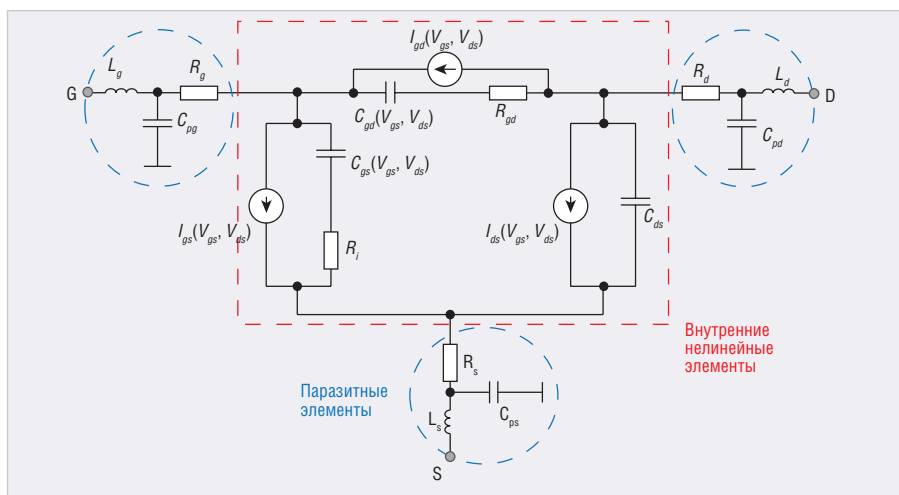 I_gd(V_gs, V_ds)
L_g
R_g
R_d
L_d
G
D
C_pg
C_gd(V_gs, V_ds)
R_gd
C_pd
C_gs(V_gs, V_ds)
C_ds
I_gs(V_gs, V_ds)
R_i
I_ds(V_gs, V_ds)
Внутренние
нелинейные
элементы
R_s
Паразитные
элементы
L_s
C_ps
S